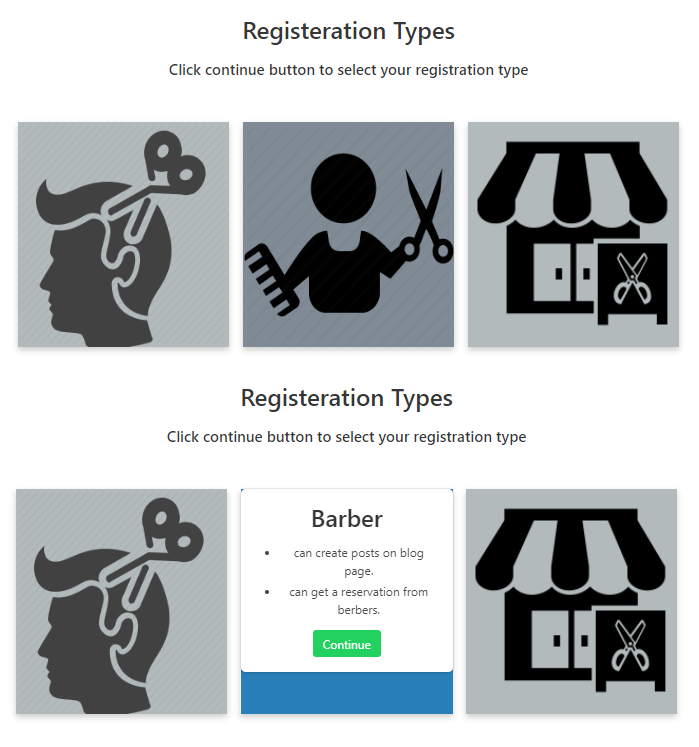 Registeration Types
Click continue button to select your registration type
Registeration Types
Click continue button to select your registration type
Barber
can create posts on blog
page.
can get a reservation from
berbers.
Continue